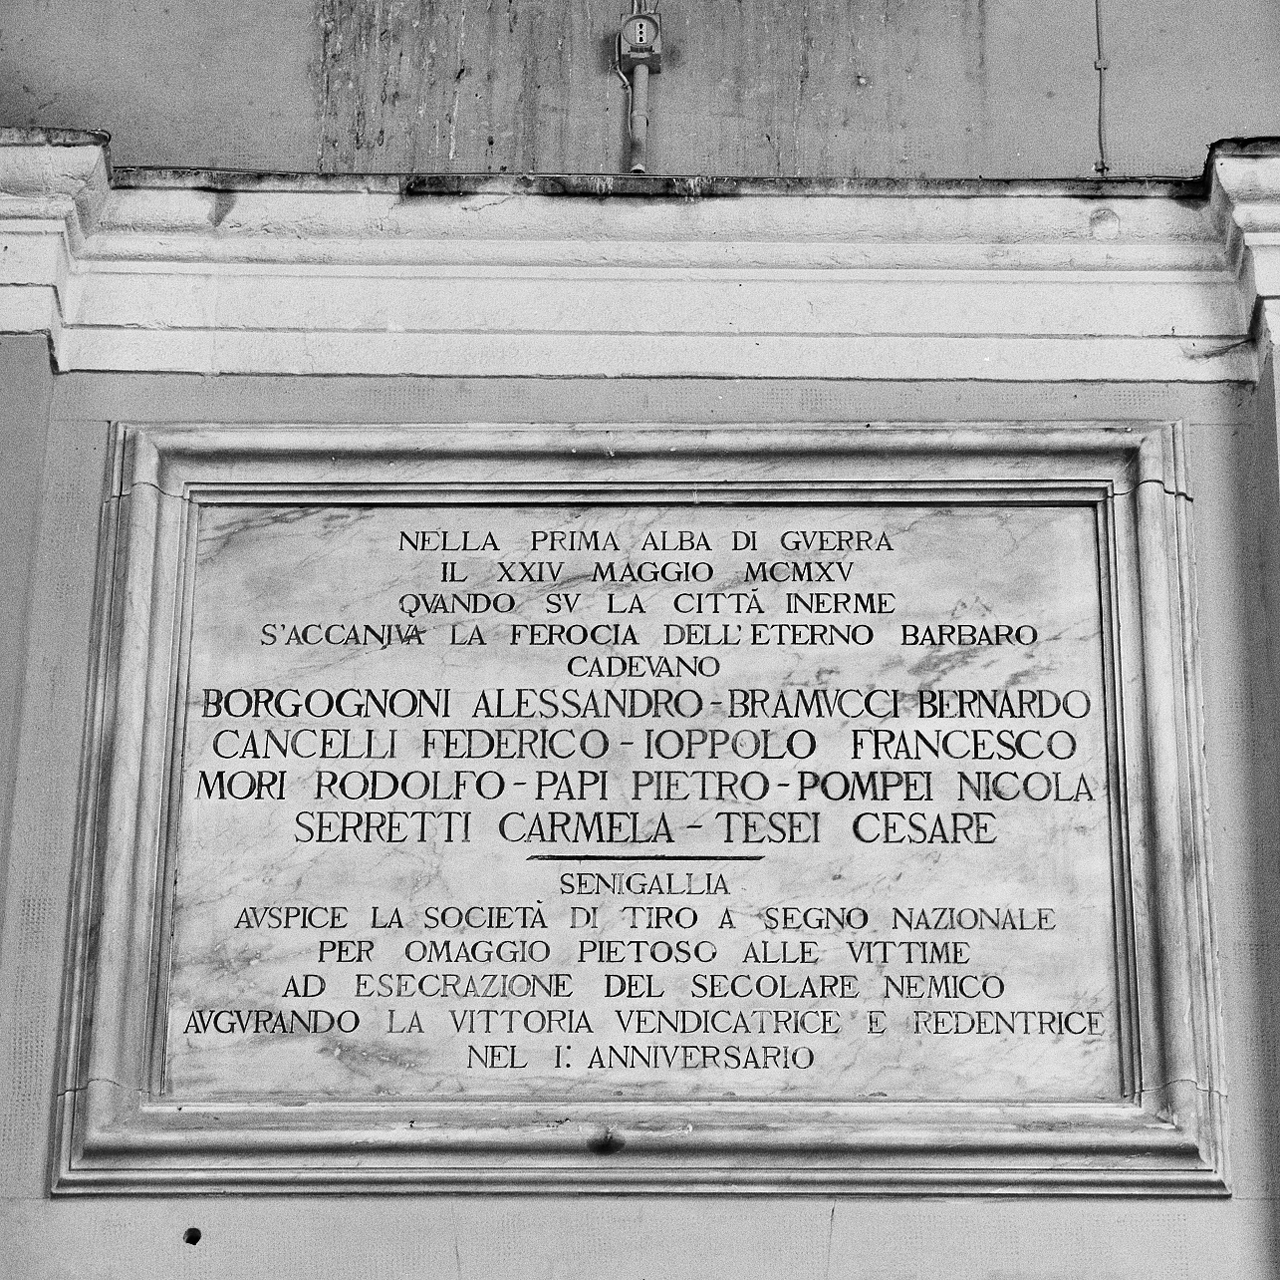 NELLA PRIMA ALBA DI GVERRA
IL XXIV MAGGIO MCMXV
QVANDO SV LA CITTÀ INERME
S'ACCANIVA LA FEROCIA DELL'ETERNO BARBARO
CADEVANO
BORGOGNONI ALESSANDRO-BRAMVCCI BERNARDO
CANCELLI FEDERICO - IOPPOLO FRANCESCO
MORI RODOLFO - PAPI PIETRO - POMPEI NICOLA
SERRETTI CARMELA - TESEI CESARE
SENIGALLIA
AVSPICE LA SOCIETÀ DI TIRO A SEGNO NAZIONALE
PER OMAGGIO PIETOSO ALLE VITTIME
AD ESECRAZIONE DEL SECOLARE NEMICO
AVGVRANDO LA VITTORIA VENDICATRICE E REDENTRICE
NEL I: ANNIVERSARIO